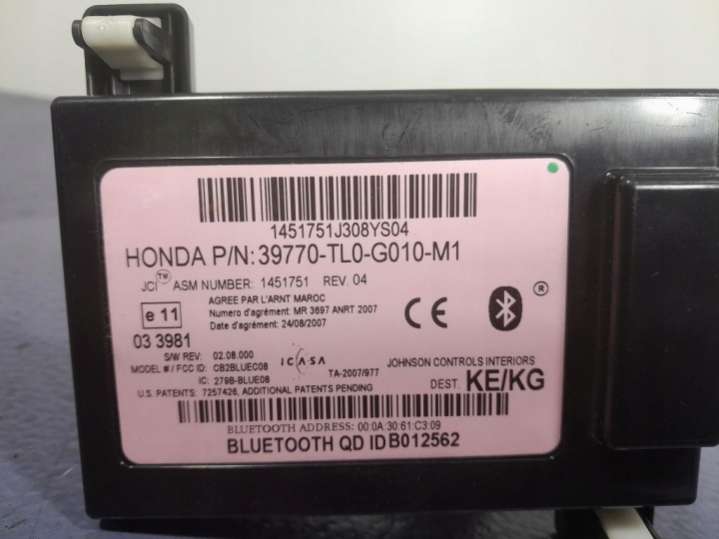 1451751J308YS04
HONDA P/N: 39770-TL0-G010-M1
JCI™ ASM NUMBER: 1451751 REV. 04
e 11
AGREE PAR L'ARNT MAROC
Numero d'agrément: MR 3697 ANRT 2007
Date d'agrément: 24/08/2007
CE
®
03 3981
S/W REV: 02.08.000
MODEL # / FCC ID: CB2BLUEC08
IC: 279B-BLUE08
ICASA
TA-2007/977
JOHNSON CONTROLS INTERIORS
DEST. KE/KG
U.S. PATENTS: 7257426, ADDITIONAL PATENTS PENDING
BLUETOOTH ADDRESS: 00:0A:30:61:C3:09
BLUETOOTH QD ID B012562